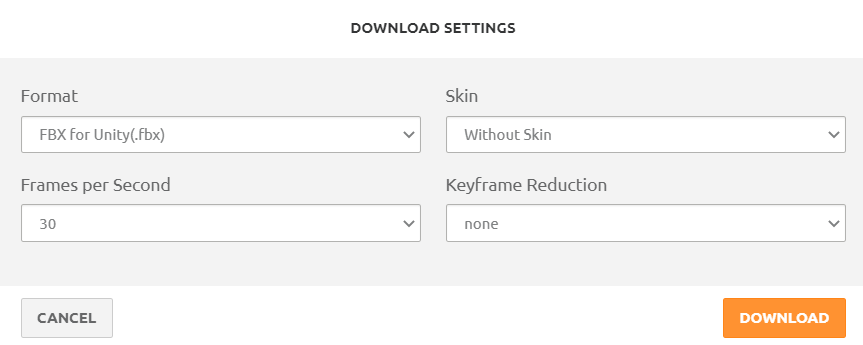 DOWNLOAD SETTINGS
Format
Skin
FBX for Unity(.fbx)
Without Skin
Frames per Second
Keyframe Reduction
30
none
CANCEL
DOWNLOAD